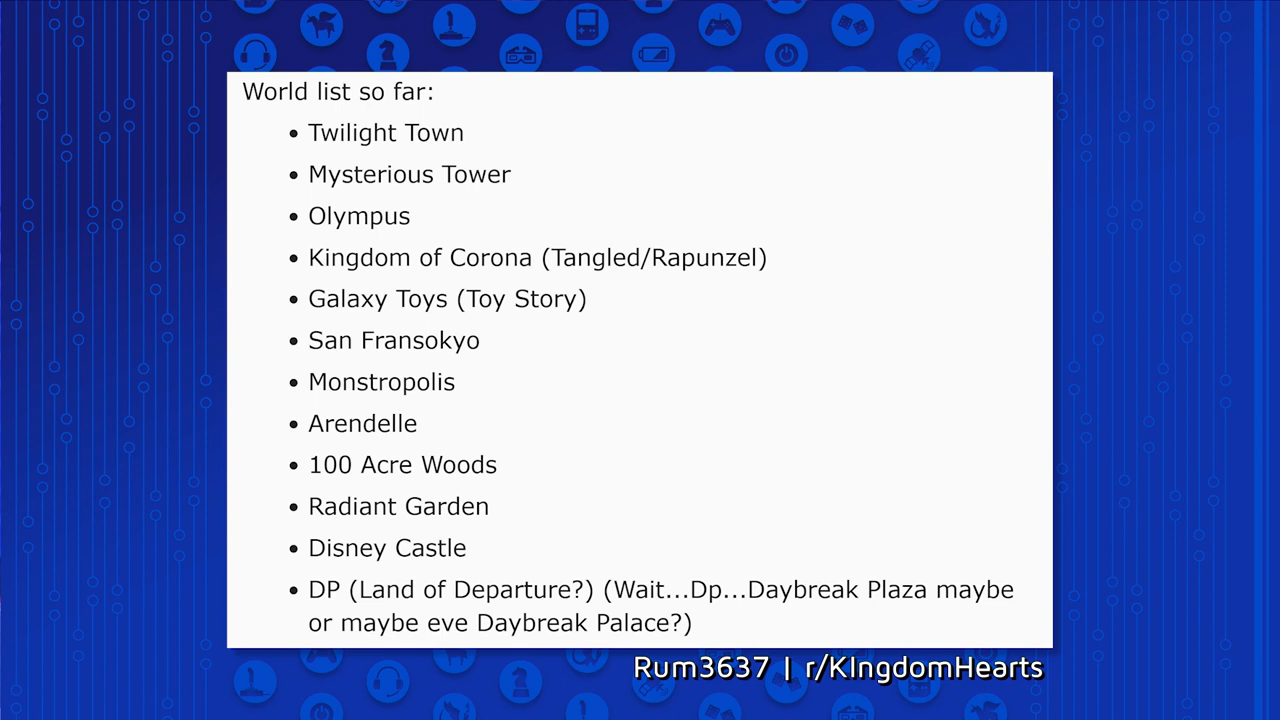 World list so far:
• Twilight Town
• Mysterious Tower
• Olympus
• Kingdom of Corona (Tangled/Rapunzel)
• Galaxy Toys (Toy Story)
• San Fransokyo
• Monstropolis
• Arendelle
• 100 Acre Woods
• Radiant Garden
• Disney Castle
• DP (Land of Departure?) (Wait...Dp...Daybreak Plaza maybe
or maybe eve Daybreak Palace?)
Rum3637 | r/KIngdomHearts